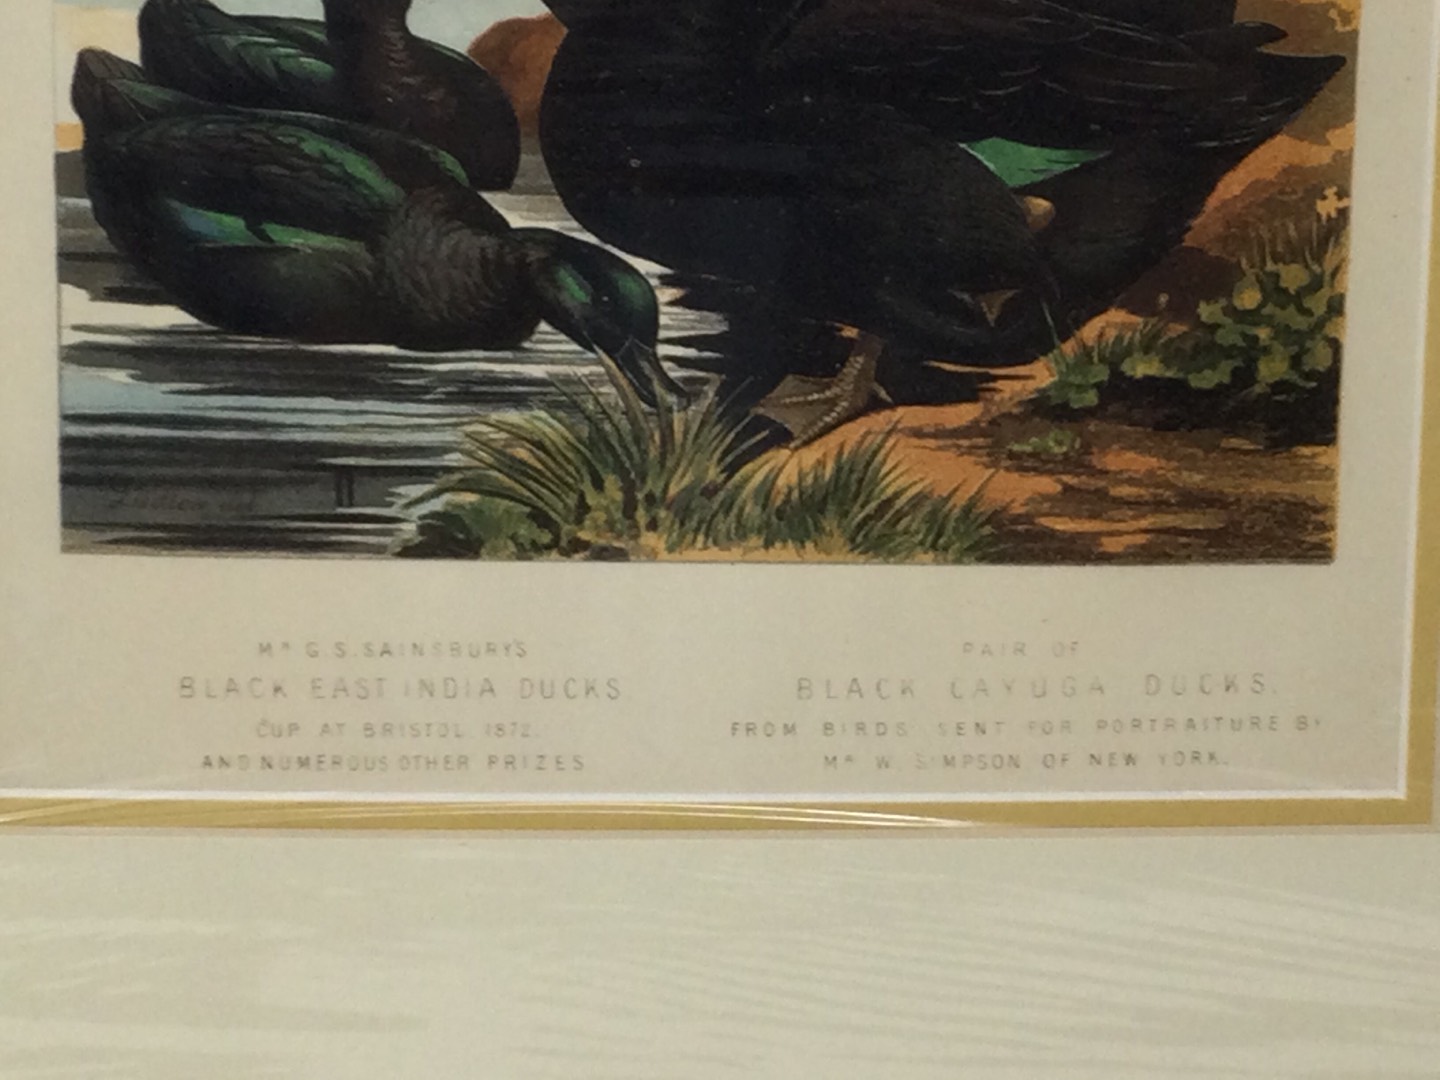 Mʀ G.S. SAINSBURY'S
BLACK EAST INDIA DUCKS
CUP AT BRISTOL 1872.
AND NUMEROUS OTHER PRIZES
PAIR OF
BLACK CAYUGA DUCKS.
FROM BIRDS SENT FOR PORTRAITURE BY
Mʀ W. SIMPSON OF NEW YORK.